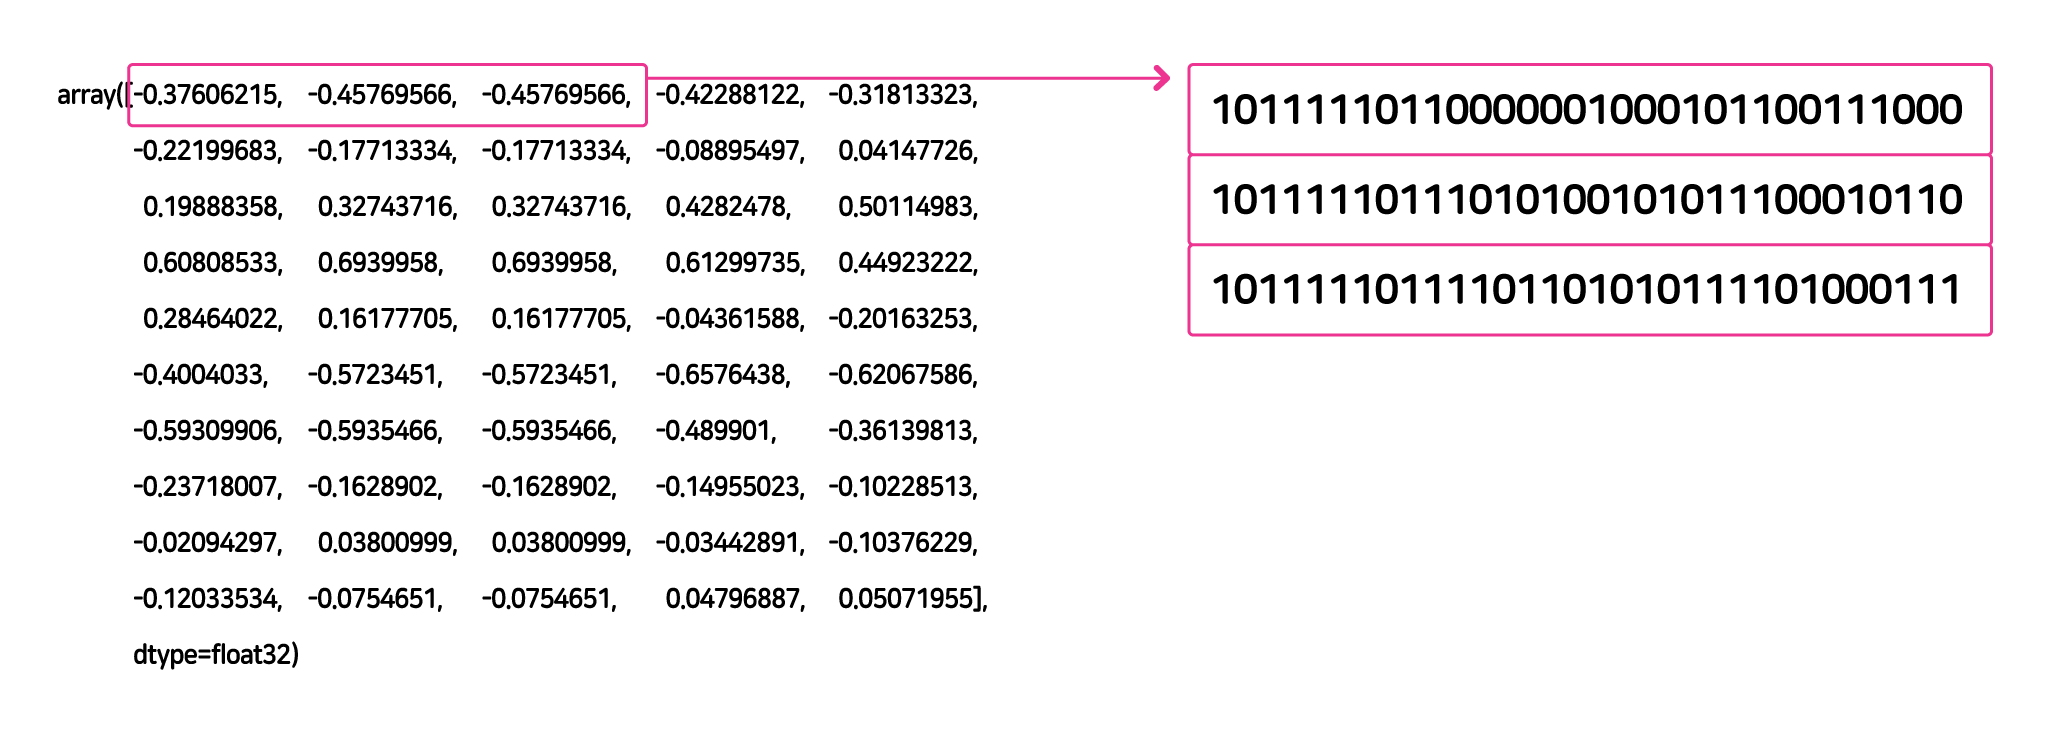 array([-0.37606215, -0.45769566, -0.45769566, -0.42288122, -0.31813323,
-0.22199683, -0.17713334, -0.17713334, -0.08895497, 0.04147726,
0.19888358, 0.32743716, 0.32743716, 0.4282478, 0.50114983,
0.60808533, 0.6939958, 0.6939958, 0.61299735, 0.44923222,
0.28464022, 0.16177705, 0.16177705, -0.04361588, -0.20163253,
-0.4004033, -0.5723451, -0.5723451, -0.6576438, -0.62067586,
-0.59309906, -0.5935466, -0.5935466, -0.489901, -0.36139813,
-0.23718007, -0.1628902, -0.1628902, -0.14955023, -0.10228513,
-0.02094297, 0.03800999, 0.03800999, -0.03442891, -0.10376229,
-0.12033534, -0.0754651, -0.0754651, 0.04796887, 0.05071955],
dtype=float32)
10111110110000001000101100111000
10111110111010100101011100010110
10111110111101101010111101000111